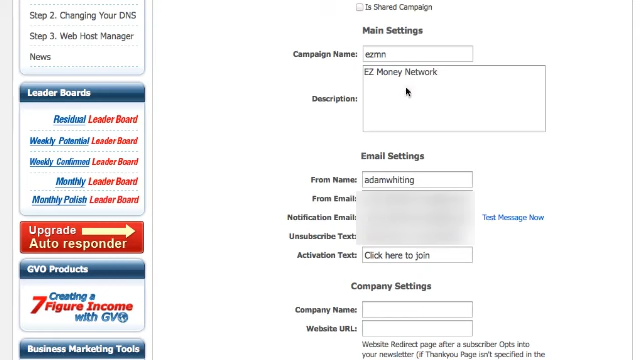 Step 2. Changing Your DNS
Step 3. Web Host Manager
News
Leader Boards
Residual Leader Board
Weekly Potential Leader Board
Weekly Confirmed Leader Board
Monthly Leader Board
Monthly Polish Leader Board
Upgrade
Auto responder
GVO Products
Creating a
7 Figure Income
with GVO
Business Marketing Tools
Is Shared Campaign
Main Settings
Campaign Name: ezmn
EZ Money Network
Description:
Email Settings
From Name: adamwhiting
From Email:
Notification Email: Test Message Now
Unsubscribe Text:
Activation Text: Click here to join
Company Settings
Company Name:
Website URL:
Website Redirect page after a subscriber Opts into
your newsletter (if Thankyou Page isn't specified in the